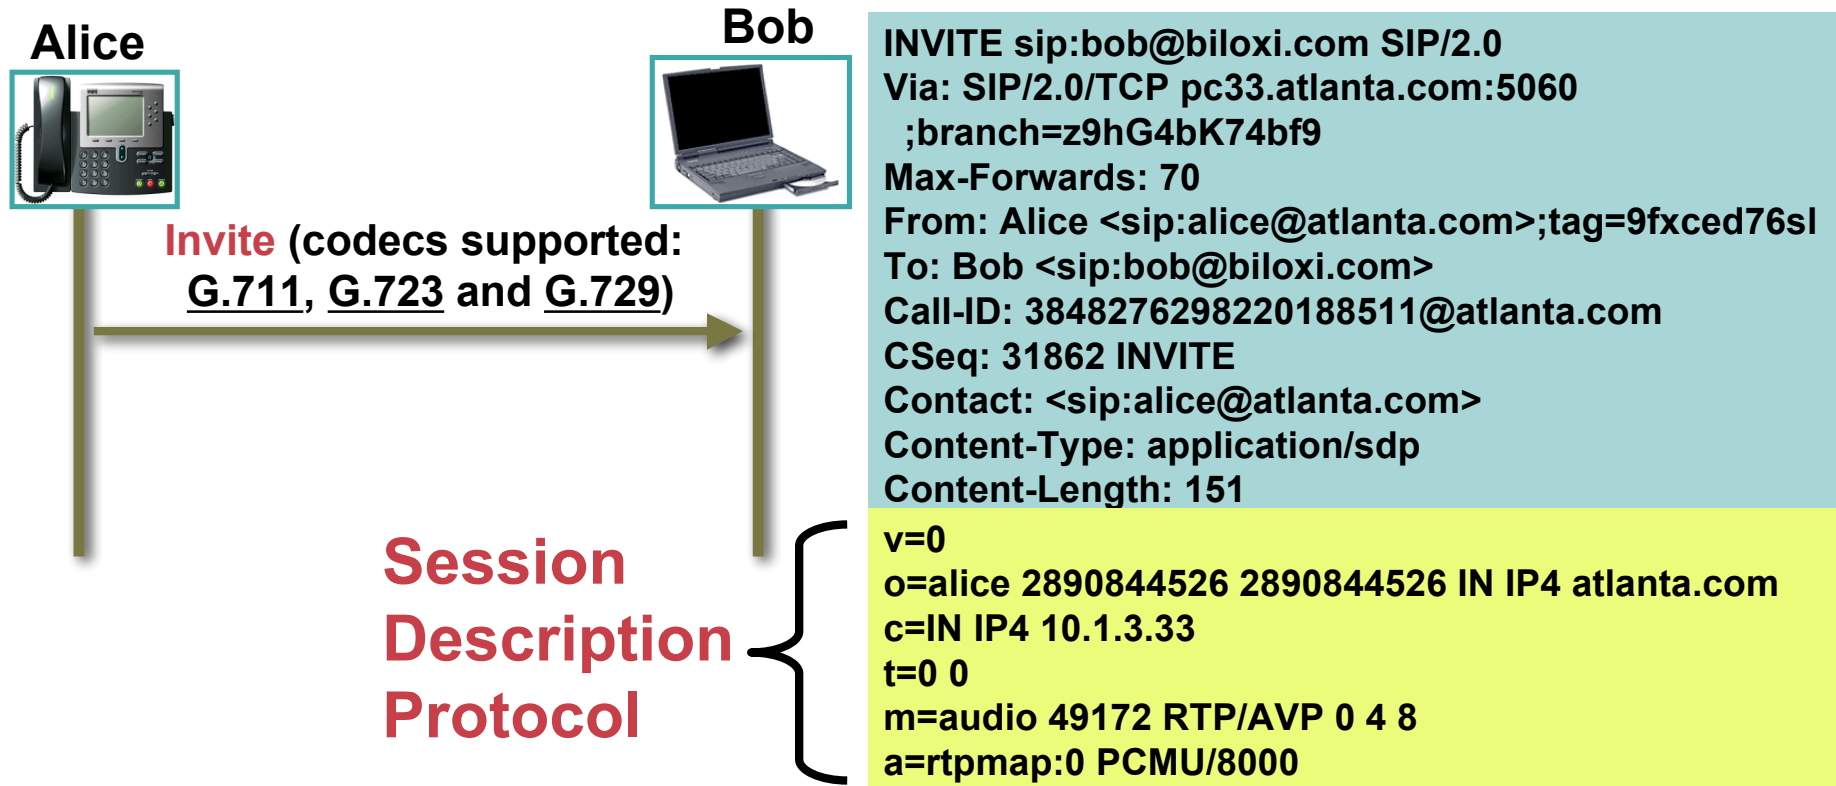 Alice
Bob
Invite (codecs supported:
G.711, G.723 and G.729)
Session
Description
Protocol
INVITE sip:bob@biloxi.com SIP/2.0
Via: SIP/2.0/TCP pc33.atlanta.com:5060
;branch=z9hG4bK74bf9
Max-Forwards: 70
From: Alice <sip:alice@atlanta.com>;tag=9fxced76sl
To: Bob <sip:bob@biloxi.com>
Call-ID: 3848276298220188511@atlanta.com
CSeq: 31862 INVITE
Contact: <sip:alice@atlanta.com>
Content-Type: application/sdp
Content-Length: 151
v=0
o=alice 2890844526 2890844526 IN IP4 atlanta.com
c=IN IP4 10.1.3.33
t=0 0
m=audio 49172 RTP/AVP 0 4 8
a=rtpmap:0 PCMU/8000